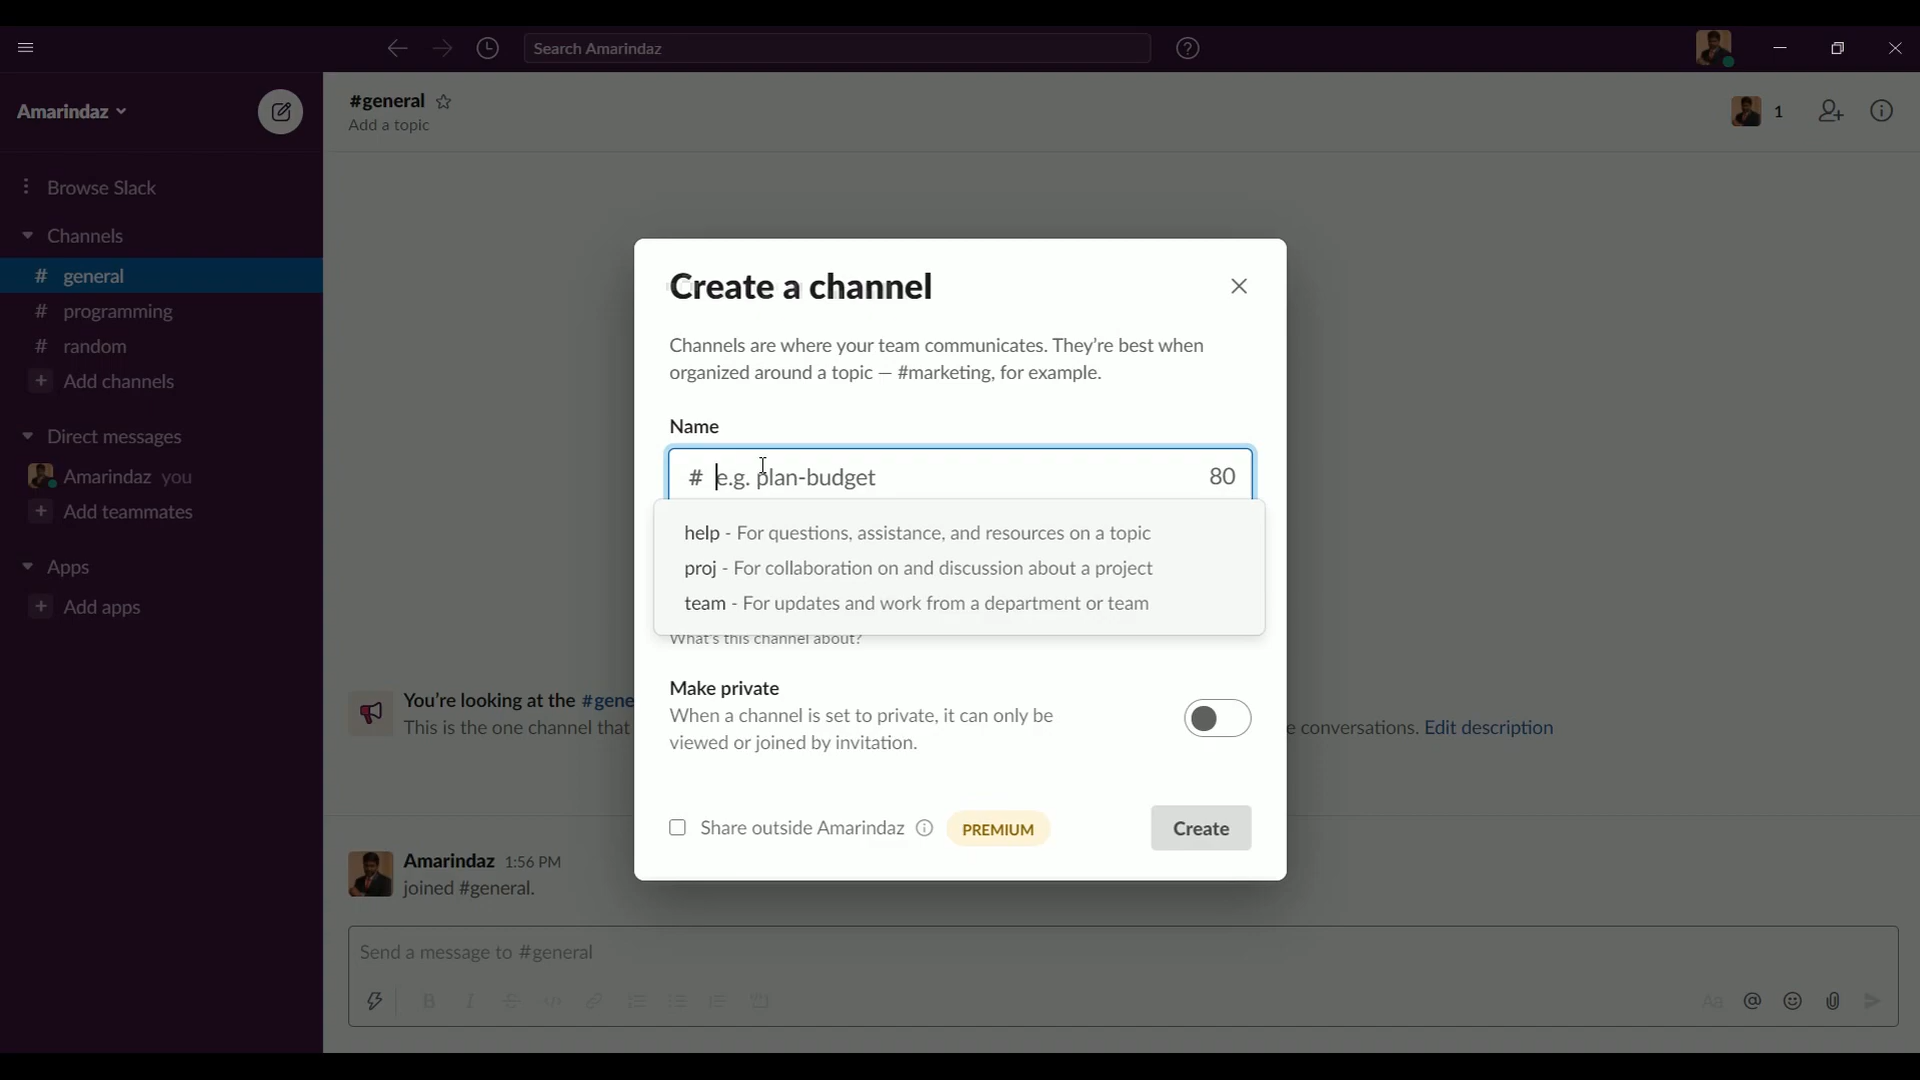 Search Amarindaz
Amarindaz
#general
Add a topic
1
Browse Slack
Channels
# general
# programming
# random
+ Add channels
Direct messages
Amarindaz you
+ Add teammates
Apps
+ Add apps
Create a channel
Channels are where your team communicates. They're best when
organized around a topic — #marketing, for example.
Name
# e.g. plan-budget 80
help - For questions, assistance, and resources on a topic
proj - For collaboration on and discussion about a project
team - For updates and work from a department or team
What's this channel about?
Make private
When a channel is set to private, it can only be
viewed or joined by invitation.
Share outside Amarindaz PREMIUM
Create
You're looking at the #gene
This is the one channel that
e conversations. Edit description
Amarindaz 1:56 PM
joined #general.
Send a message to #general
B I S Aa @